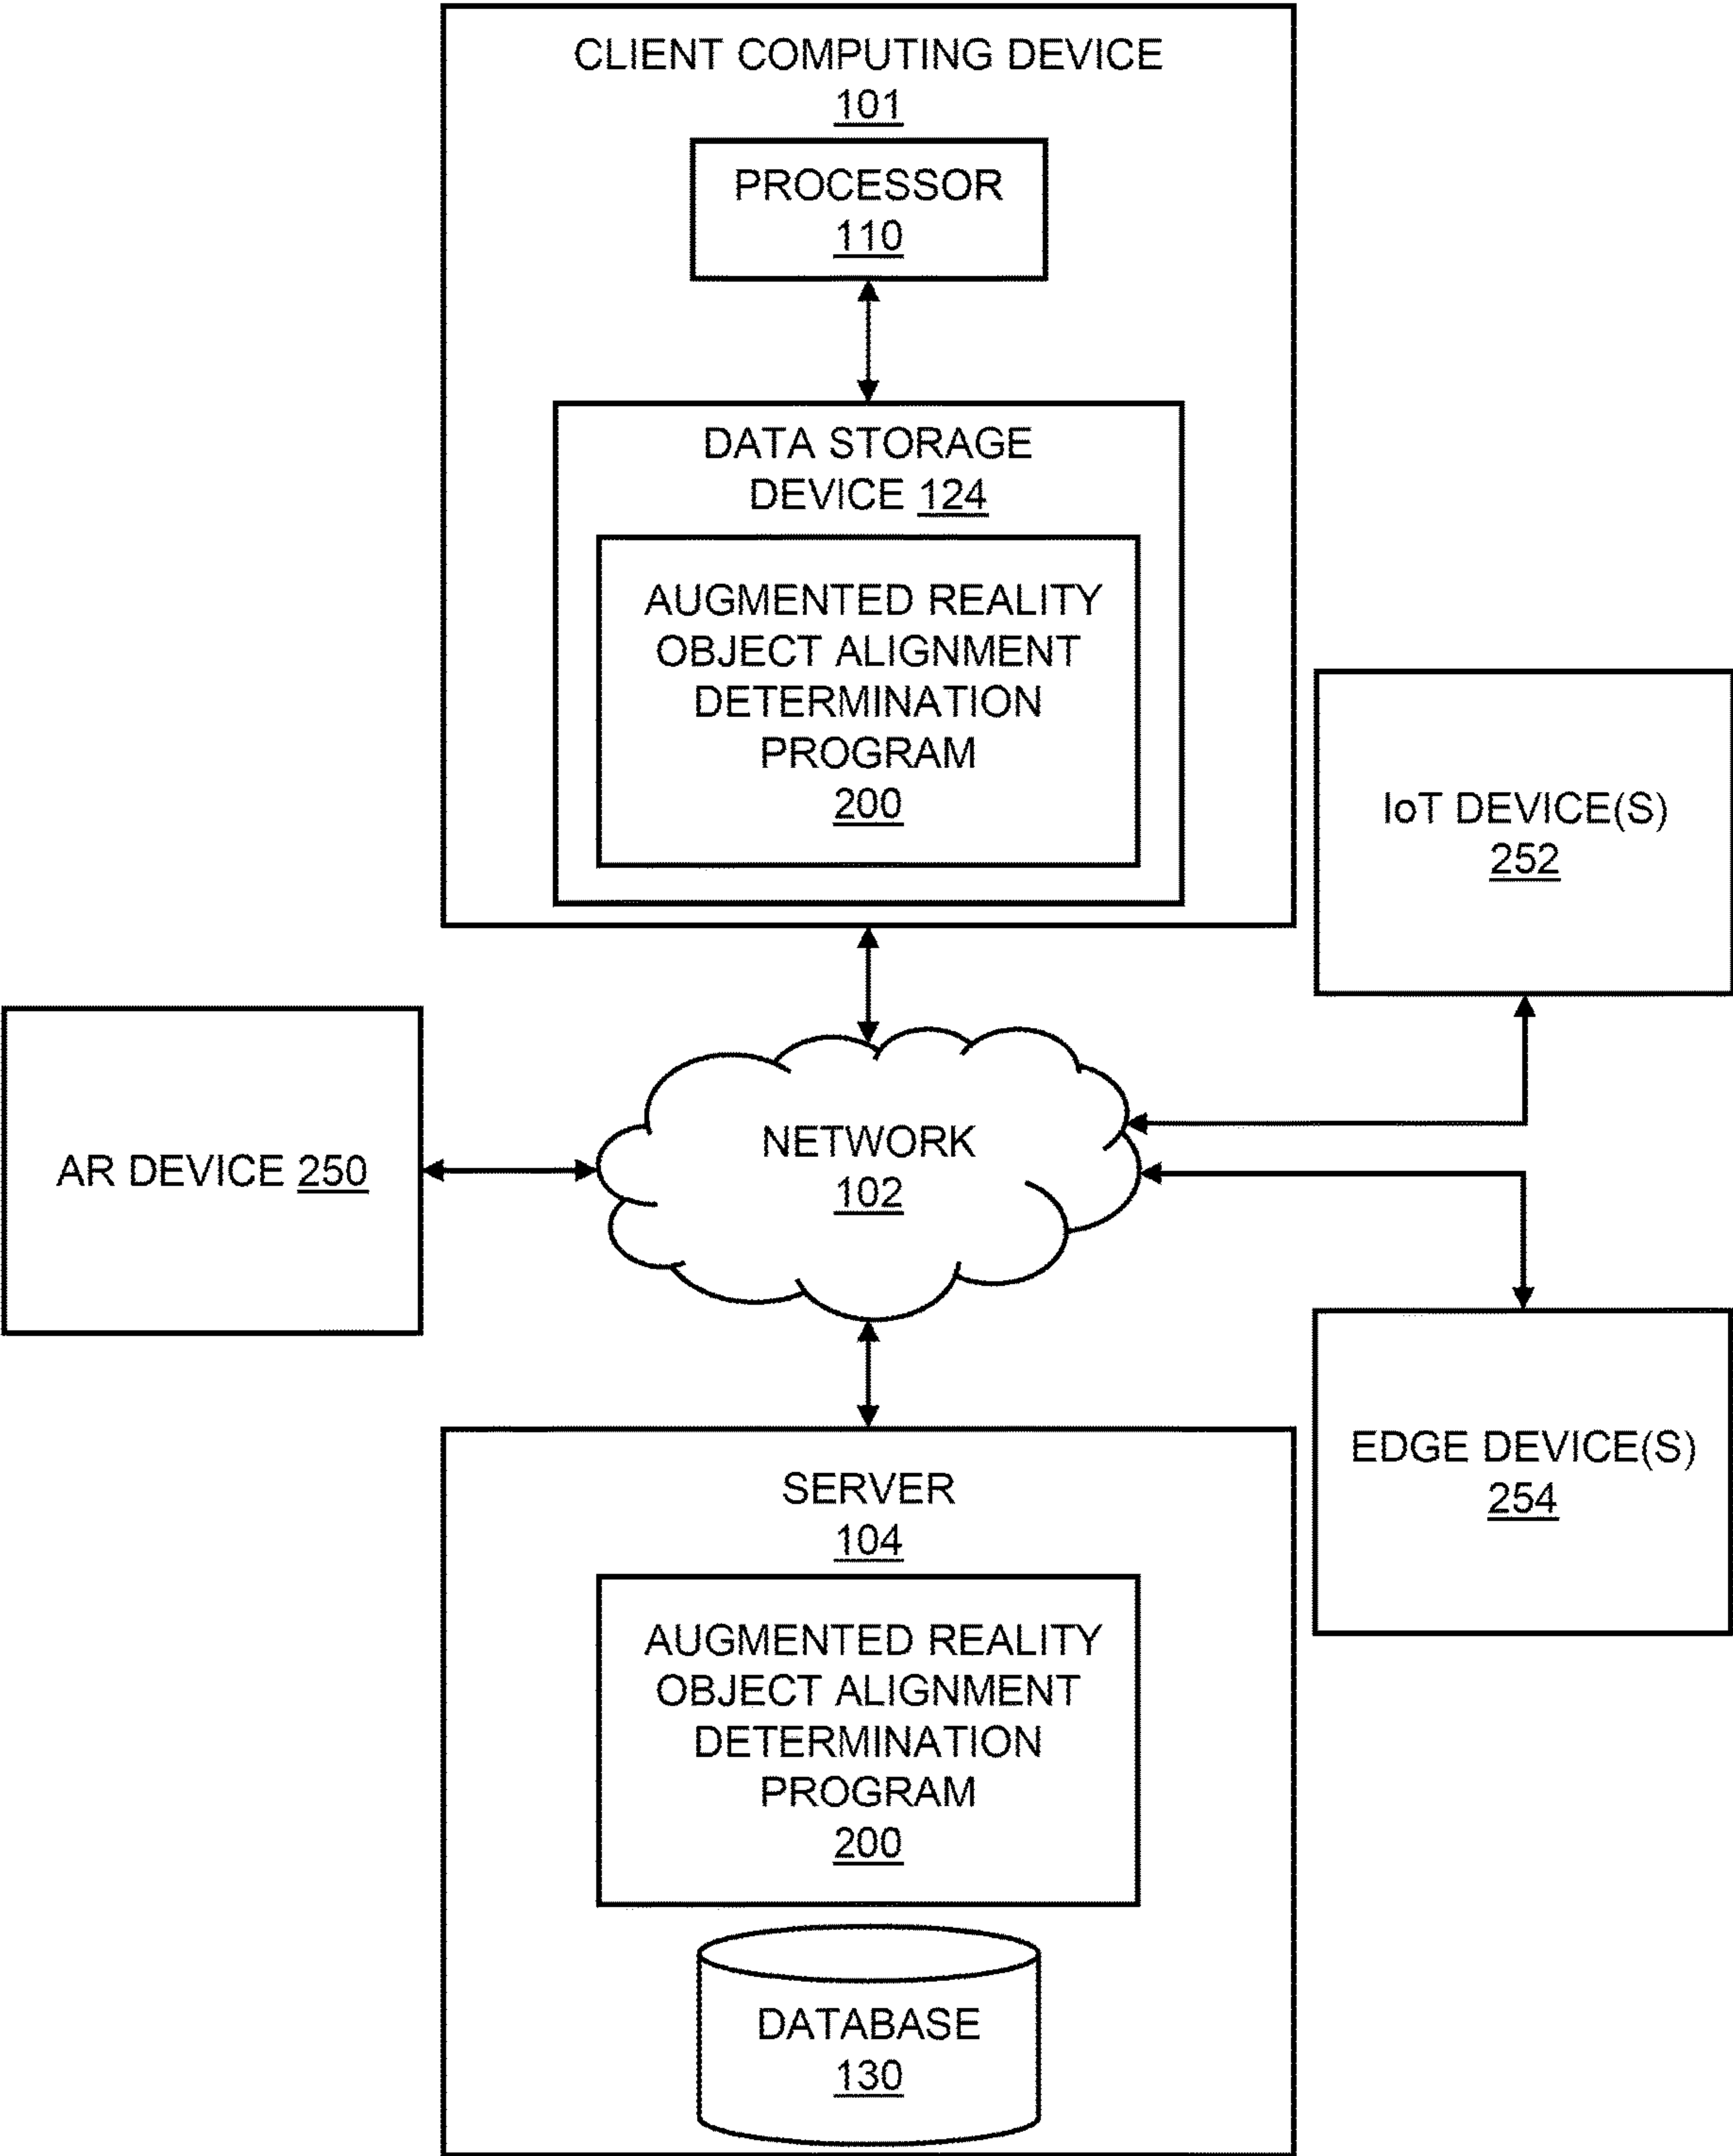 CLIENT COMPUTING DEVICE
101
PROCESSOR
110
DATA STORAGE
DEVICE 124
AUGMENTED REALITY
OBJECT ALIGNMENT
DETERMINATION
PROGRAM
200
IoT DEVICE(S)
252
AR DEVICE 250
NETWORK
102
EDGE DEVICE(S)
254
SERVER
104
AUGMENTED REALITY
OBJECT ALIGNMENT
DETERMINATION
PROGRAM
200
DATABASE
130